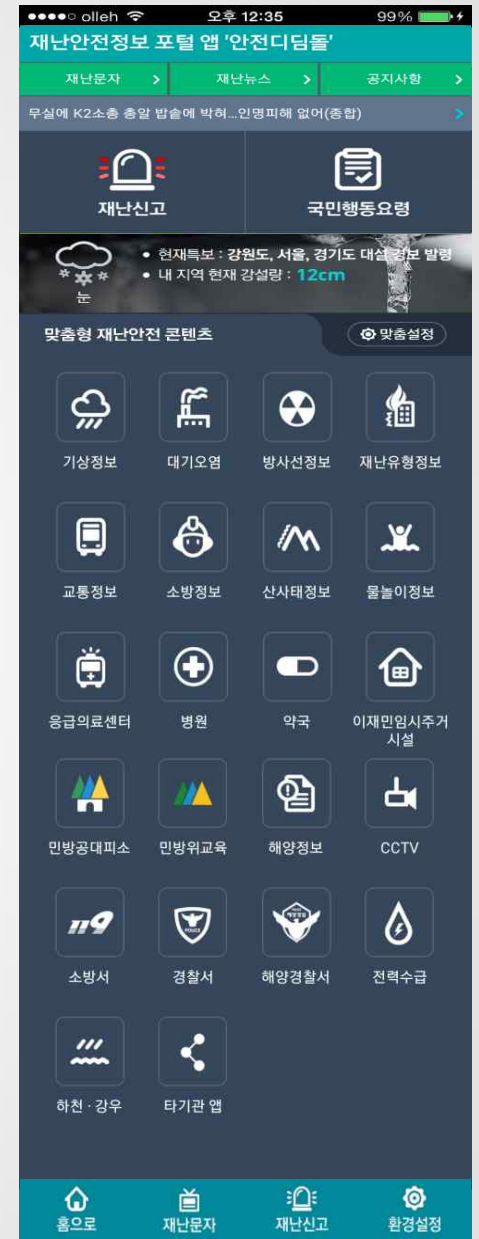 olleh 오후 12:35 99%
재난안전정보 포털 앱 '안전디딤돌'
재난문자 > 재난뉴스 > 공지사항 >
무실에 K2소총 총알 밥솥에 박혀...인명피해 없어(종합) >
재난신고 국민행동요령
• 현재특보 : 강원도, 서울, 경기도 대설 경보 발령
• 내 지역 현재 강설량 : 12cm
눈
맞춤형 재난안전 콘텐츠 맞춤설정
기상정보 대기오염 방사선정보 재난유형정보
교통정보 소방정보 산사태정보 물놀이정보
응급의료센터 병원 약국 이재민임시주거
시설
민방공대피소 민방위교육 해양정보 CCTV
119 POLICE
소방서 경찰서 해양경찰서 전력수급
하천 · 강우 타기관 앱
홈으로 재난문자 재난신고 환경설정